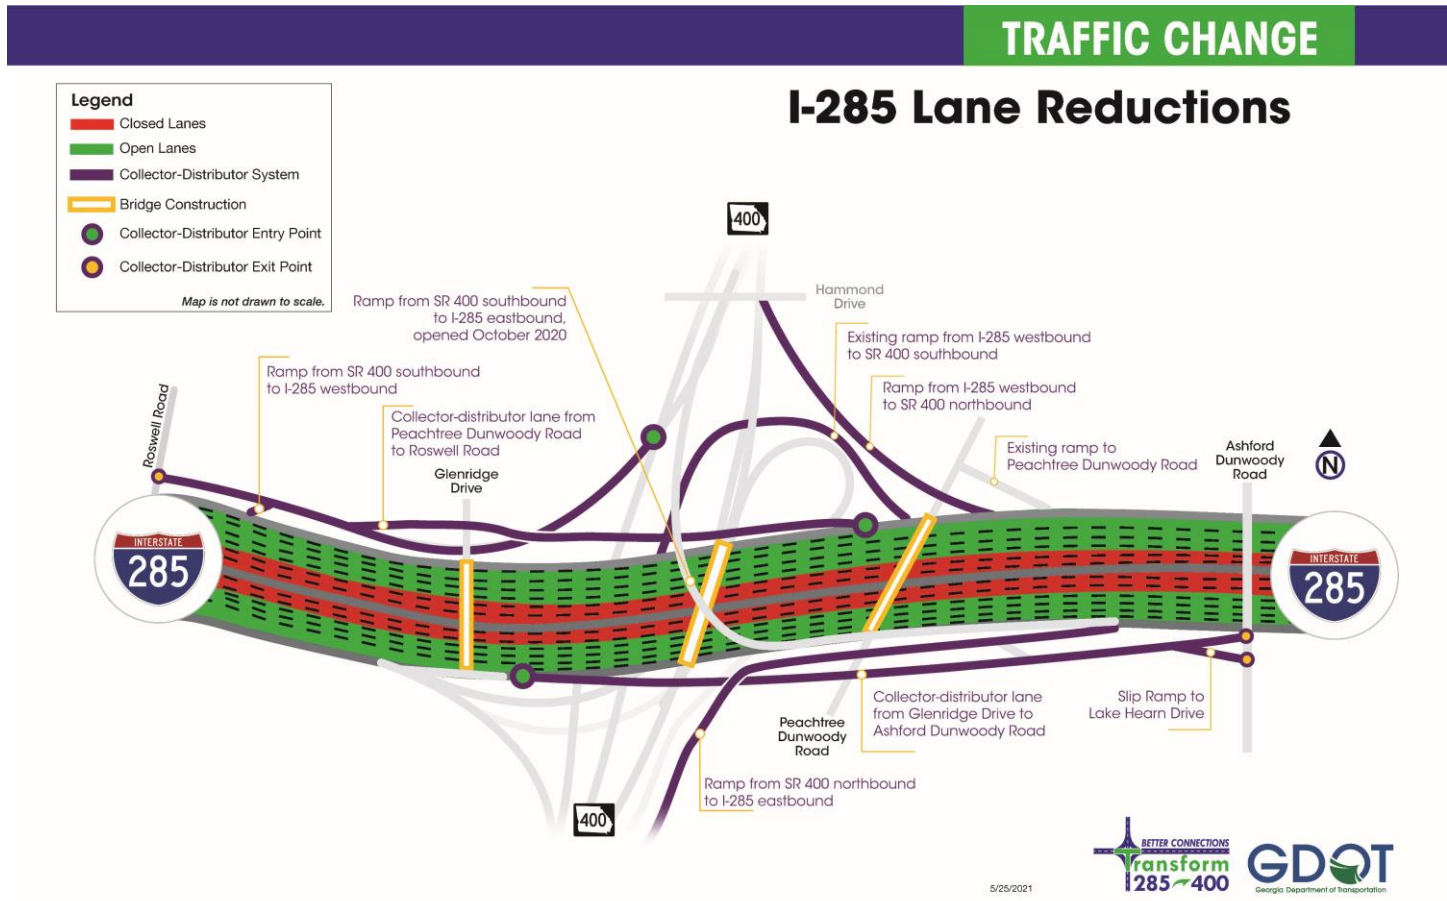 TRAFFIC CHANGE
I-285 Lane Reductions
Legend
Closed Lanes
Open Lanes
Collector-Distributor System
Bridge Construction
Collector-Distributor Entry Point
Collector-Distributor Exit Point
Map is not drawn to scale.
400
Hammond
Drive
Ramp from SR 400 southbound
to I-285 eastbound,
opened October 2020
Existing ramp from I-285 westbound
to SR 400 southbound
Ramp from SR 400 southbound
to I-285 westbound
Ramp from I-285 westbound
to SR 400 northbound
Roswell Road
Collector-distributor lane from
Peachtree Dunwoody Road
to Roswell Road
Existing ramp to
Peachtree Dunwoody Road
Ashford
Dunwoody
Road
N
Glenridge
Drive
INTERSTATE
285
INTERSTATE
285
Collector-distributor lane
from Glenridge Drive to
Ashford Dunwoody Road
Slip Ramp to
Lake Hearn Drive
Peachtree
Dunwoody
Road
Ramp from SR 400 northbound
to I-285 eastbound
400
BETTER CONNECTIONS
Transform
285 400
GDOT
Georgia Department of Transportation
5/25/2021